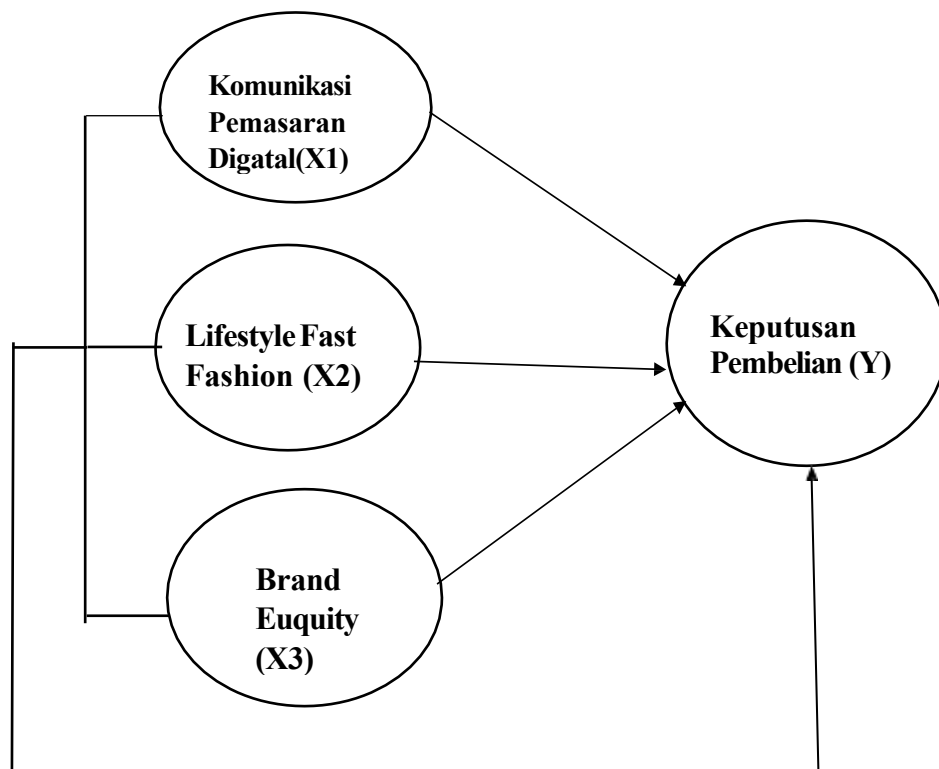 Komunikasi
Pemasaran
Digatal(X1)
Lifestyle Fast
Fashion (X2)
Brand
Euquity
(X3)
Keputusan
Pembelian (Y)